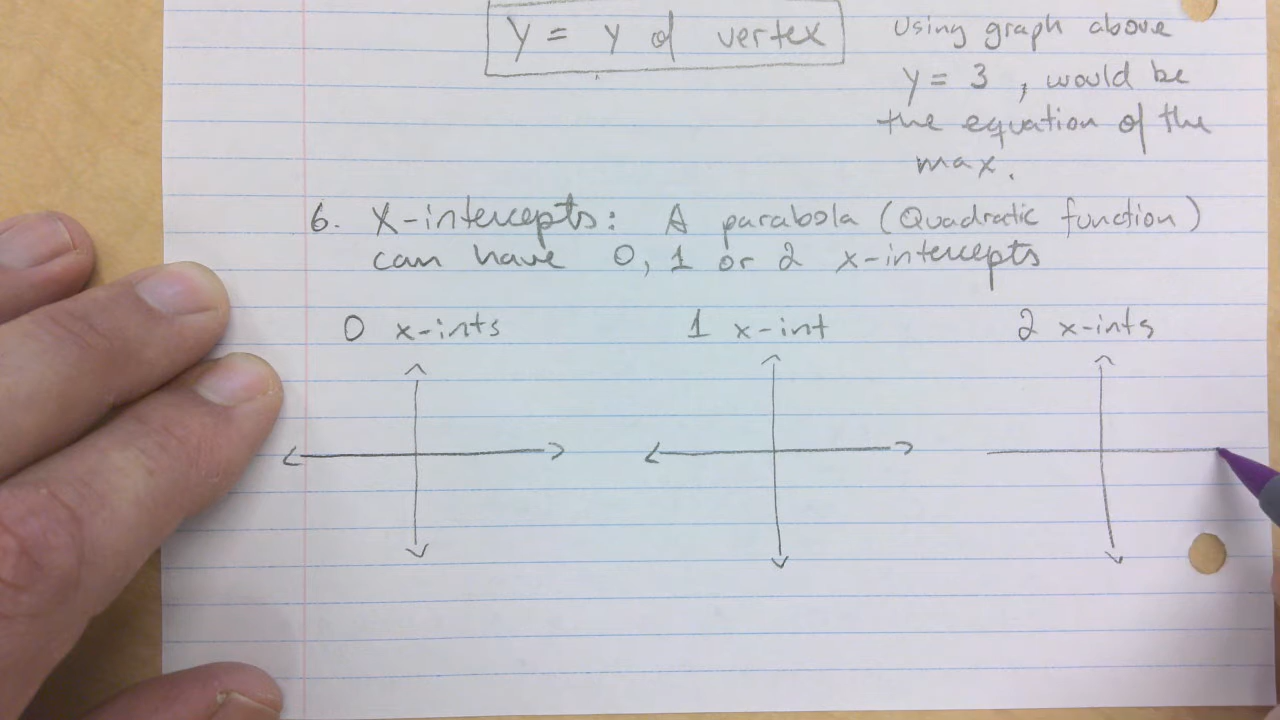 y = y of vertex
Using graph above
y = 3 , would be
the equation of the
max.
6. X-intercepts: A parabola (Quadratic function)
can have 0, 1 or 2 x-intercepts
0 x-ints
1 x-int
2 x-ints